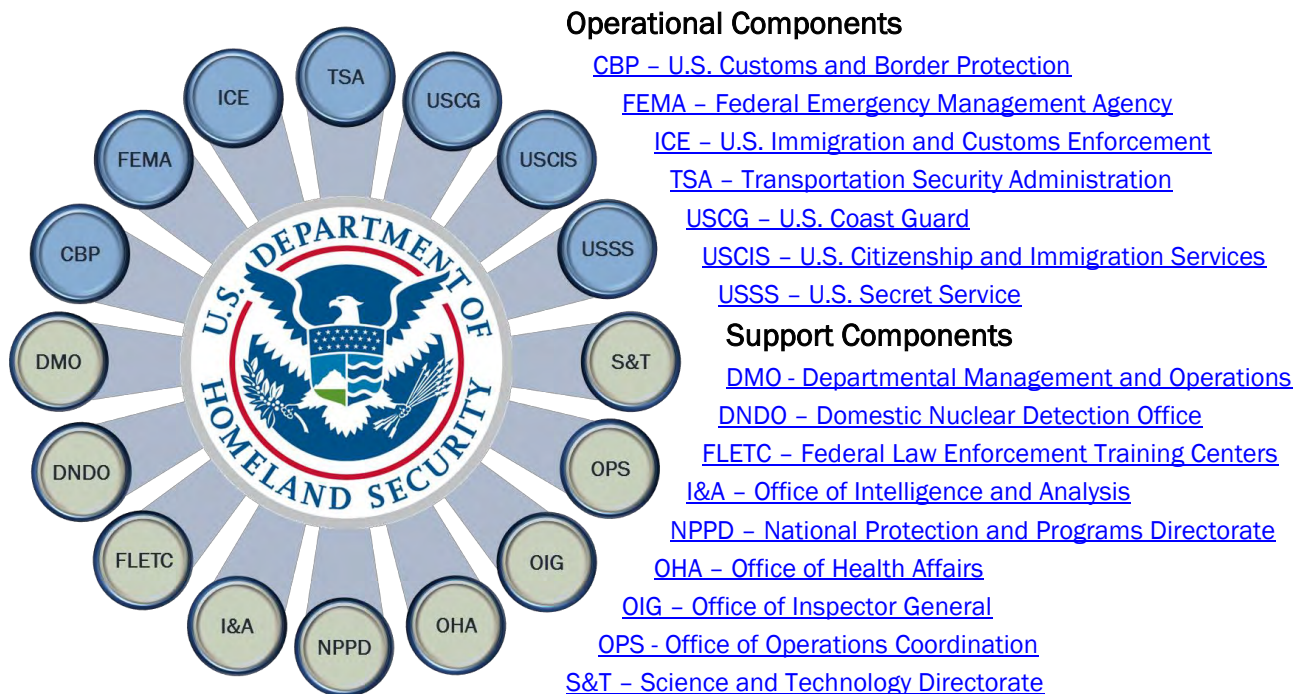 Operational Components
CBP – U.S. Customs and Border Protection
FEMA – Federal Emergency Management Agency
ICE – U.S. Immigration and Customs Enforcement
TSA – Transportation Security Administration
USCG – U.S. Coast Guard
USCIS – U.S. Citizenship and Immigration Services
USSS – U.S. Secret Service
Support Components
DMO - Departmental Management and Operations
DNDO – Domestic Nuclear Detection Office
FLETC – Federal Law Enforcement Training Centers
I&A – Office of Intelligence and Analysis
NPPD – National Protection and Programs Directorate
OHA – Office of Health Affairs
OIG – Office of Inspector General
OPS - Office of Operations Coordination
S&T – Science and Technology Directorate
TSA
USCG
USCIS
USSS
S&T
OPS
OIG
OHA
NPPD
I&A
FLETC
DNDO
DMO
CBP
FEMA
ICE
U.S. DEPARTMENT OF
HOMELAND SECURITY